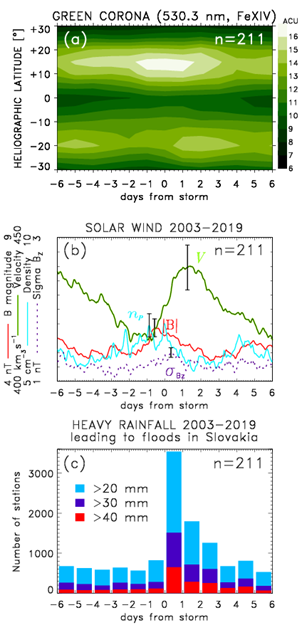 GREEN CORONA (530.3 nm, FeXIV)
(a)
n=211
ACU
HELIOGRAPHIC LATITUDE [°]
+30
+20
+10
0
−10
−20
−30
16
15
14
13
12
11
10
9
8
7
6
-6 -5 -4 -3 -2 -1 0 1 2 3 4 5 6
days from storm
SOLAR WIND 2003-2019
(b)
n=211
V
np
|B|
σBz
4 nT B magnitude 9
400 km·s-1 Velocity 450
5 cm-3 Density 10
1 nT Sigma Bz 3
-6 -5 -4 -3 -2 -1 0 1 2 3 4 5 6
days from storm
HEAVY RAINFALL 2003-2019
leading to floods in Slovakia
(c)
n=211
>20 mm
>30 mm
>40 mm
Number of stations
3000
2000
1000
0
-6 -5 -4 -3 -2 -1 0 1 2 3 4 5 6
days from storm